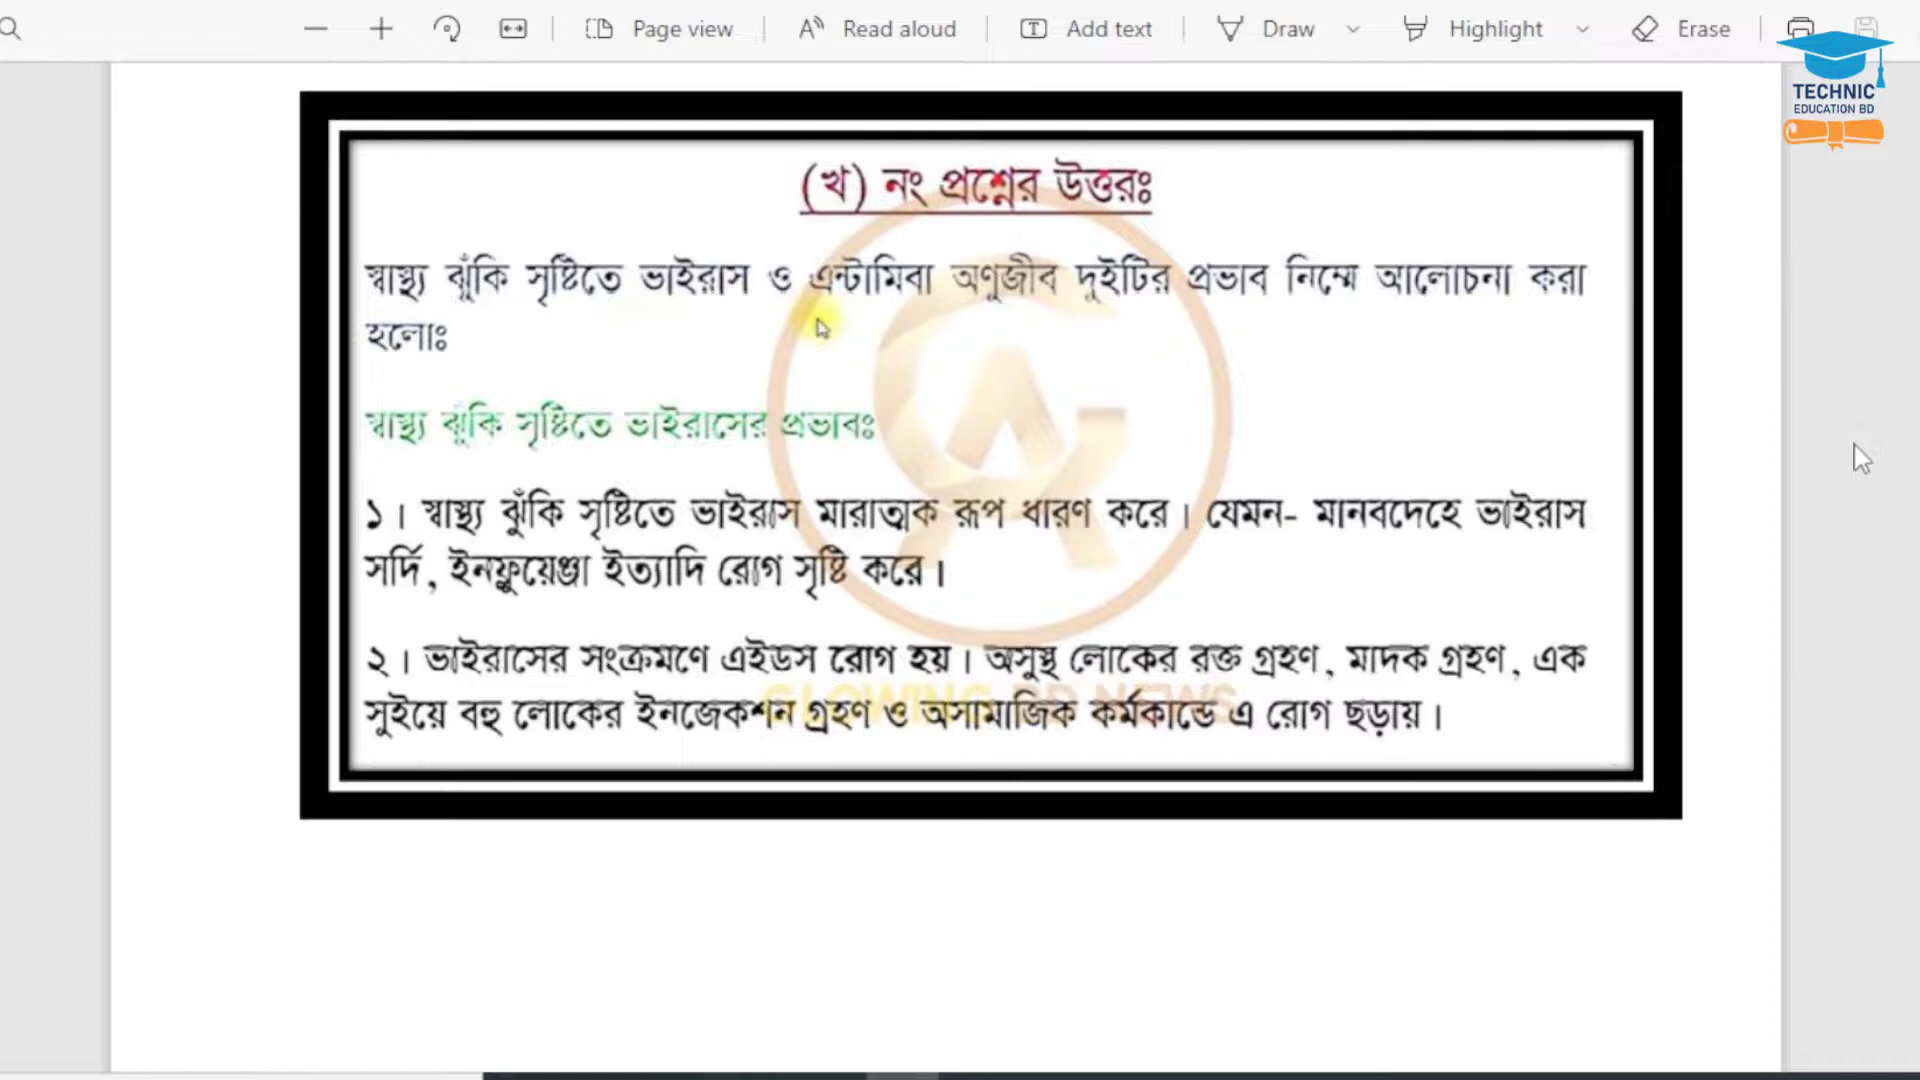 Page view Read aloud Add text Draw Highlight Erase
TECHNIC
EDUCATION BD
(খ) নং প্রশ্নের উত্তরঃ
স্বাস্থ্য ঝুঁকি সৃষ্টিতে ভাইরাস ও এন্টামিবা অণুজীব দুইটির প্রভাব নিম্মে আলোচনা করা
হলোঃ
স্বাস্থ্য ঝুঁকি সৃষ্টিতে ভাইরাসের প্রভাবঃ
১। স্বাস্থ্য ঝুঁকি সৃষ্টিতে ভাইরাস মারাত্মক রূপ ধারণ করে। যেমন- মানবদেহে ভাইরাস
সর্দি, ইনফ্লুয়েঞ্জা ইত্যাদি রোগ সৃষ্টি করে।
২। ভাইরাসের সংক্রমণে এইডস রোগ হয়। অসুস্থ লোকের রক্ত গ্রহণ, মাদক গ্রহণ, এক
সুইয়ে বহু লোকের ইনজেকশন গ্রহণ ও অসামাজিক কর্মকান্ডে এ রোগ ছড়ায়।
GLOWING BD NEWS